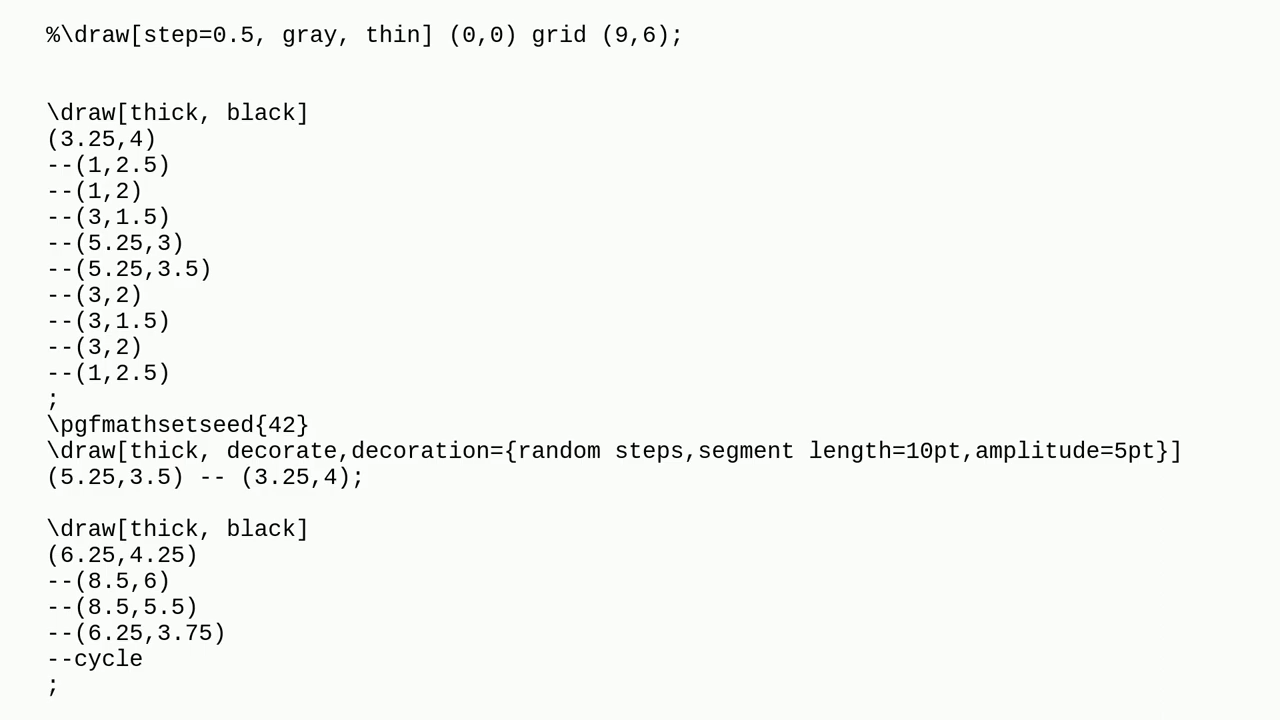 %\draw[step=0.5, gray, thin] (0,0) grid (9,6);
\draw[thick, black]
(3.25,4)
--(1,2.5)
--(1,2)
--(3,1.5)
--(5.25,3)
--(5.25,3.5)
--(3,2)
--(3,1.5)
--(3,2)
--(1,2.5)
;
\pgfmathsetseed{42}
\draw[thick, decorate,decoration={random steps,segment length=10pt,amplitude=5pt}]
(5.25,3.5) -- (3.25,4);
\draw[thick, black]
(6.25,4.25)
--(8.5,6)
--(8.5,5.5)
--(6.25,3.75)
--cycle
;